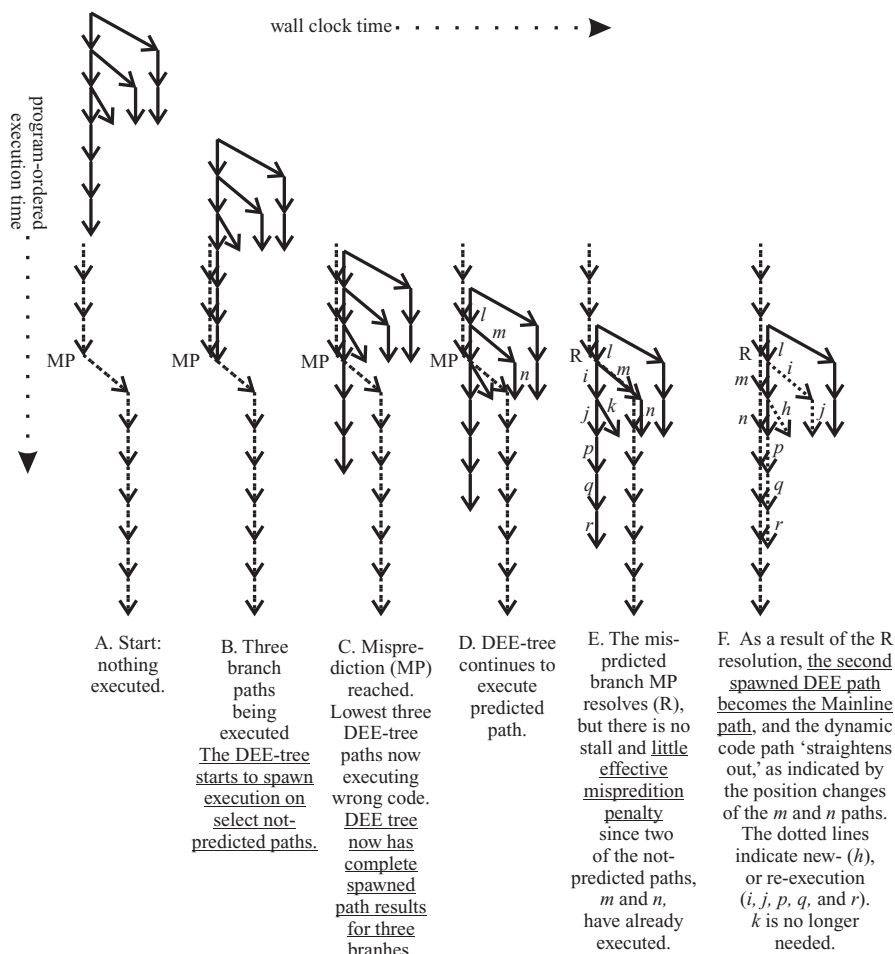 wall clock time
program-ordered
execution time
MP
MP
MP
MP
l
m
n
R
l
i
m
j
k
n
p
q
r
R
l
i
m
h
j
n
p
q
r
A. Start:
nothing
executed.
B. Three
branch
paths
being
executed
The DEE-tree
starts to spawn
execution on
select not-
predicted paths.
C. Mispre-
diction (MP)
reached.
Lowest three
DEE-tree
paths now
executing
wrong code.
DEE tree
now has
complete
spawned
path results
for three
branhes
D. DEE-tree
continues to
execute
predicted
path.
E. The mis-
prdicted
branch MP
resolves (R),
but there is no
stall and little
effective
mispredition
penalty
since two
of the not-
predicted paths,
m and n,
have already
executed.
F. As a result of the R
resolution, the second
spawned DEE path
becomes the Mainline
path, and the dynamic
code path ‘straightens
out,’ as indicated by
the position changes
of the m and n paths.
The dotted lines
indicate new- (h),
or re-execution
(i, j, p, q, and r).
k is no longer
needed.